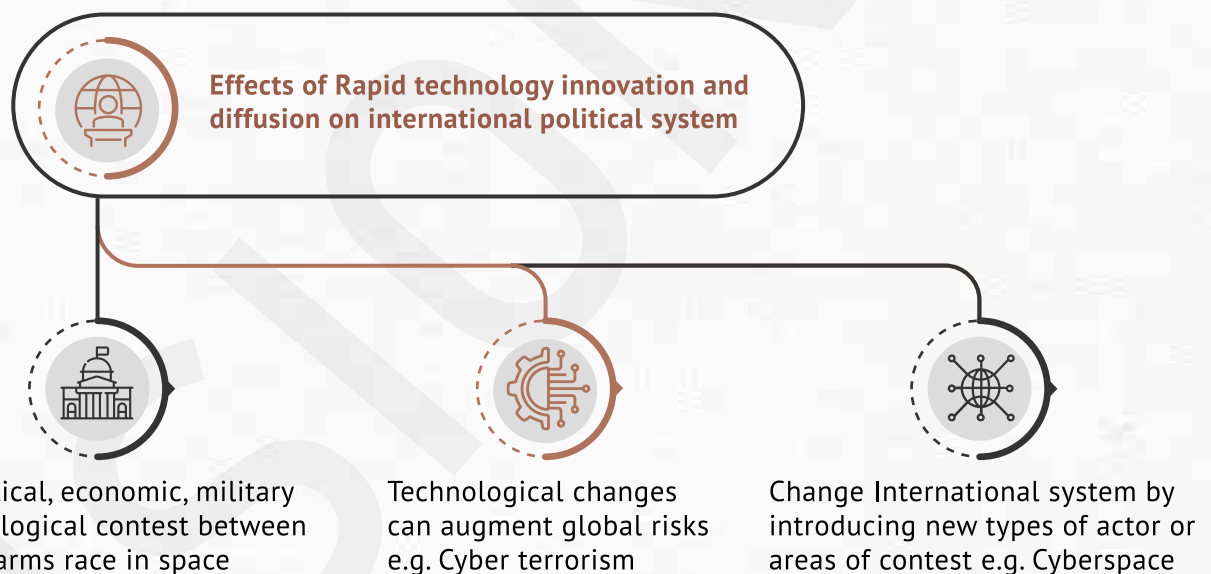 Effects of Rapid technology innovation and
diffusion on international political system
economic, military
contest between
arms race in space
Technological changes
can augment global risks
e.g. Cyber terrorism
Change International system by
introducing new types of actor or
areas of contest e.g. Cyberspace